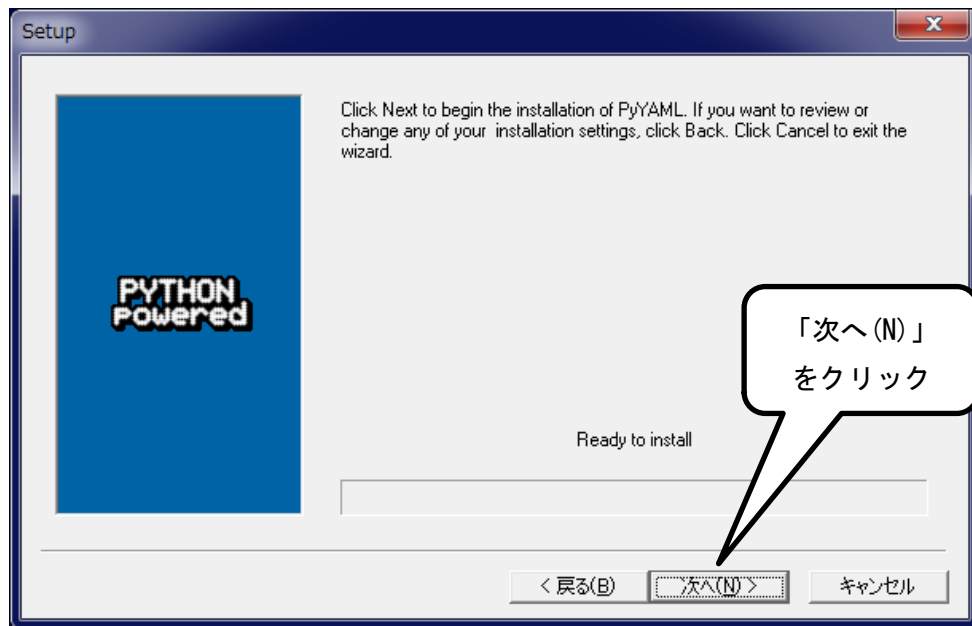 Setup
Click Next to begin the installation of PyYAML. If you want to review or
change any of your installation settings, click Back. Click Cancel to exit the
wizard.
PYTHON
powered
「次へ(N)」
をクリック
Ready to install
< 戻る(B)
次へ(N) >
キャンセル